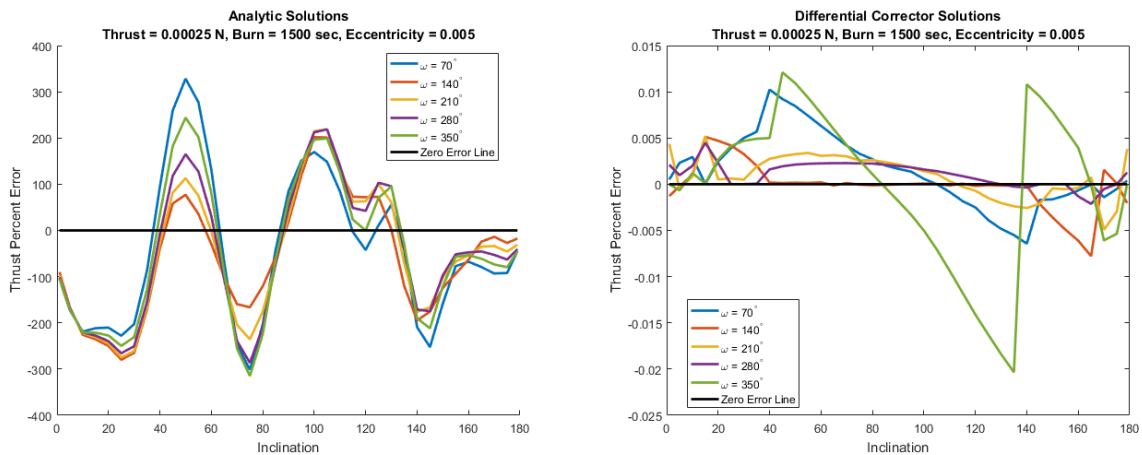 Analytic Solutions
Thrust = 0.00025 N, Burn = 1500 sec, Eccentricity = 0.005
400
300
200
100
0
-100
-200
-300
-400
Thrust Percent Error
ω = 70°
ω = 140°
ω = 210°
ω = 280°
ω = 350°
Zero Error Line
0 20 40 60 80 100 120 140 160 180
Inclination
Differential Corrector Solutions
Thrust = 0.00025 N, Burn = 1500 sec, Eccentricity = 0.005
0.015
0.01
0.005
0
-0.005
-0.01
-0.015
-0.02
-0.025
Thrust Percent Error
ω = 70°
ω = 140°
ω = 210°
ω = 280°
ω = 350°
Zero Error Line
0 20 40 60 80 100 120 140 160 180
Inclination